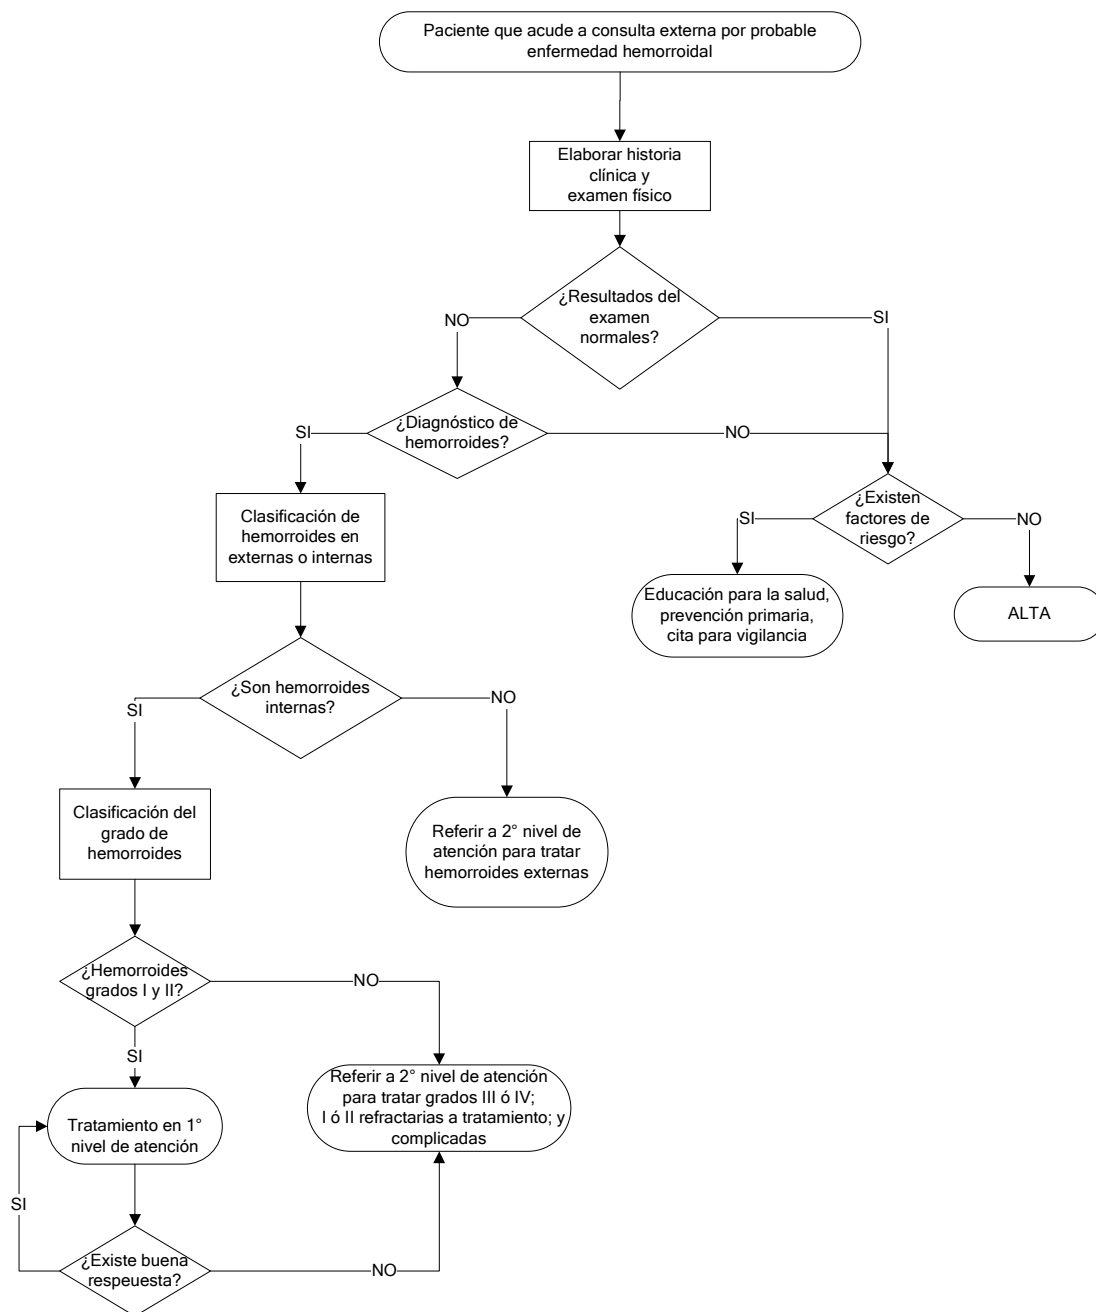 Paciente que acude a consulta externa por probable
enfermedad hemorroidal
Elaborar historia
clínica y
examen físico
¿Resultados del
examen
normales?
NO
SI
¿Diagnóstico de
hemorroides?
SI
NO
¿Existen
factores de
riesgo?
SI
NO
Clasificación de
hemorroides en
externas o internas
Educación para la salud,
prevención primaria,
cita para vigilancia
ALTA
¿Son hemorroides
internas?
SI
NO
Clasificación del
grado de
hemorroides
Referir a 2° nivel de
atención para tratar
hemorroides externas
¿Hemorroides
grados I y II?
NO
SI
Tratamiento en 1°
nivel de atención
Referir a 2° nivel de atención
para tratar grados III ó IV;
I ó II refractarias a tratamiento; y
complicadas
SI
¿Existe buena
respeuesta?
NO